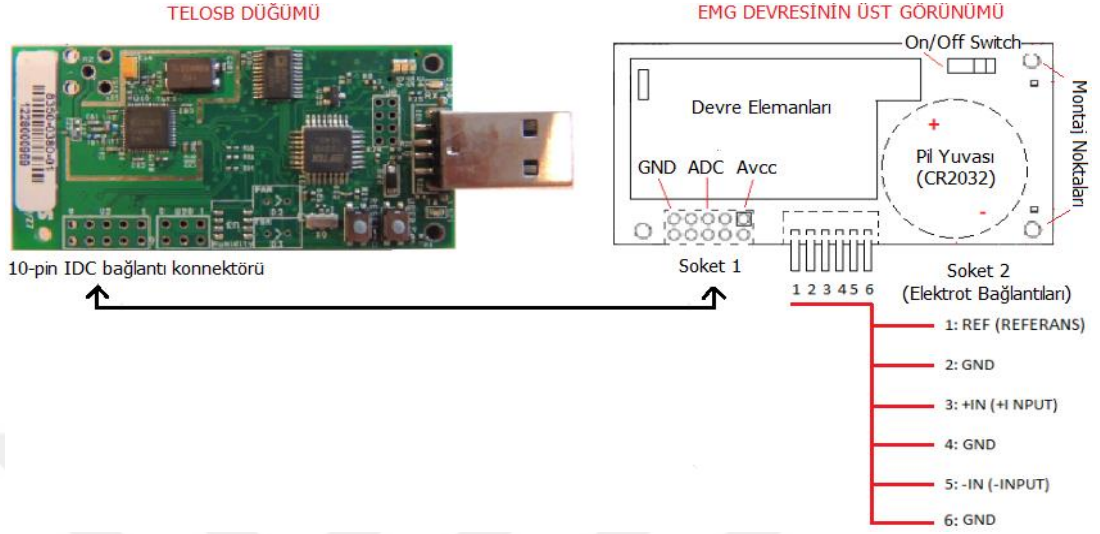 TELOSB DÜĞÜMÜ
EMG DEVRESİNİN ÜST GÖRÜNÜMÜ
On/Off Switch
Devre Elemanları
Montaj Noktaları
+
Pil Yuvası
(CR2032)
-
GND ADC Avcc
10-pin IDC bağlantı konnektörü
Soket 1
1 2 3 4 5 6
Soket 2
(Elektrot Bağlantıları)
1: REF (REFERANS)
2: GND
3: +IN (+I NPUT)
4: GND
5: -IN (-INPUT)
6: GND